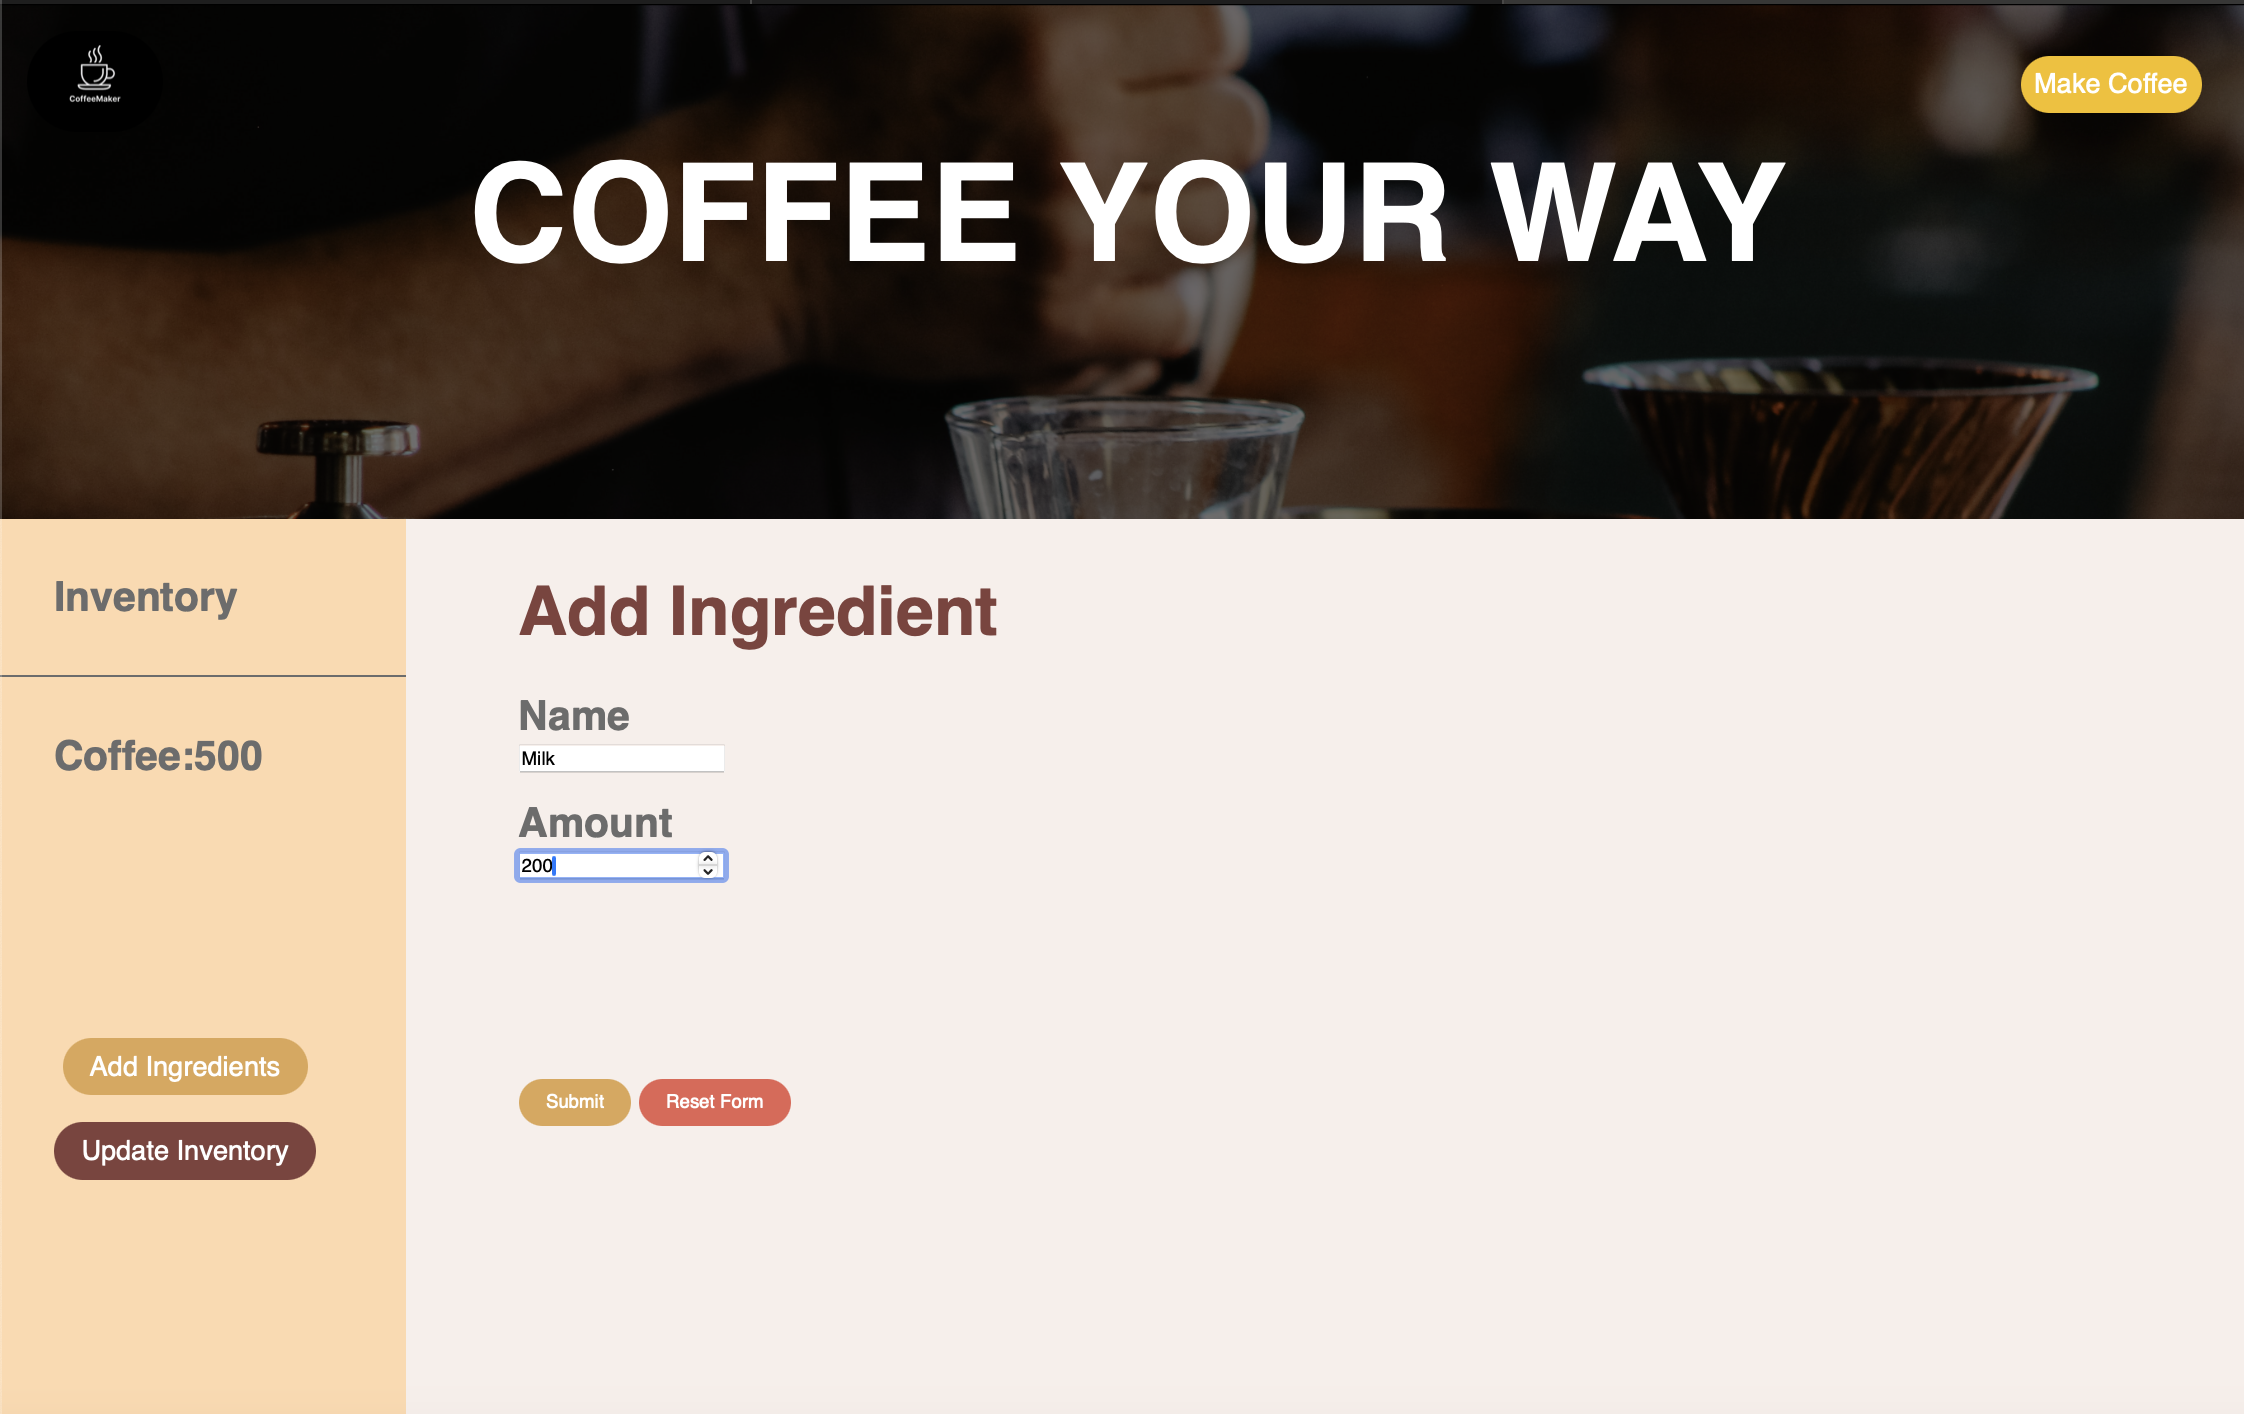 CoffeeMaker
Make Coffee
COFFEE YOUR WAY
Inventory
Coffee:500
Add Ingredients
Update Inventory
Add Ingredient
Name
Milk
Amount
200
Submit
Reset Form